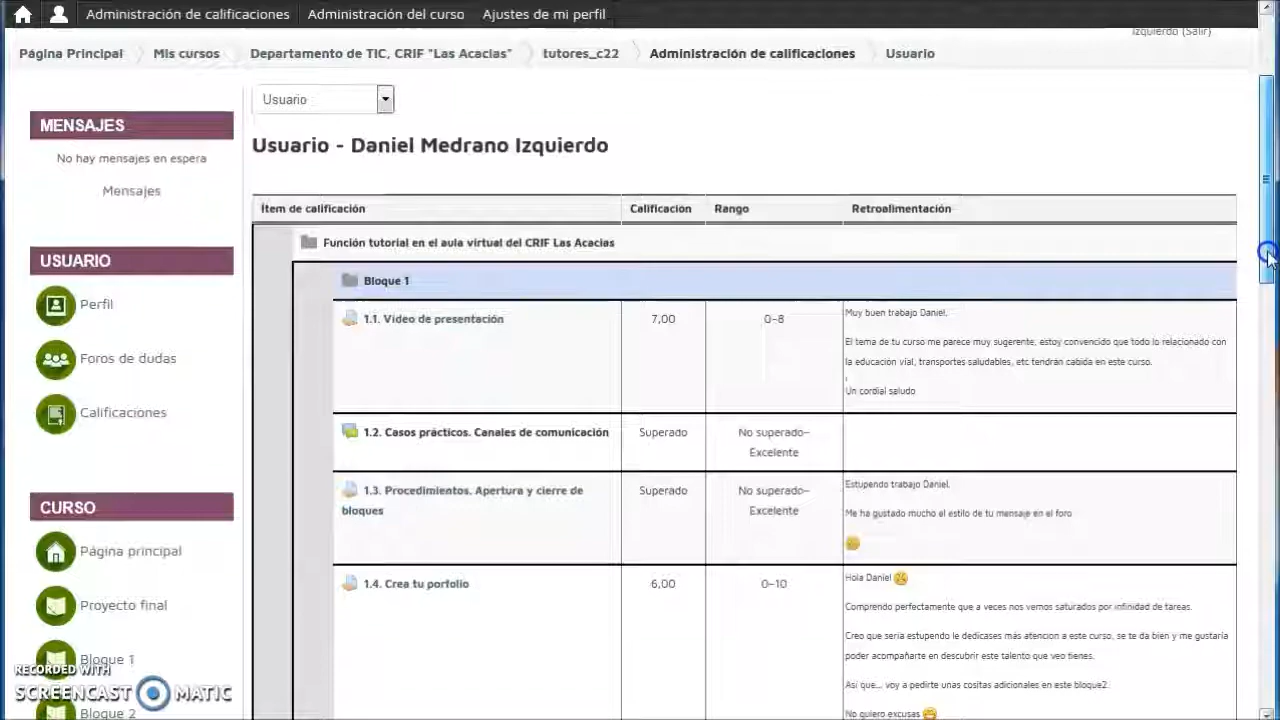 Administración de calificaciones Administración del curso Ajustes de mi perfil
Izquierdo (Salir)
Página Principal Mis cursos Departamento de TIC, CRIF "Las Acacias" tutores_c22 Administración de calificaciones Usuario
Usuario
MENSAJES
No hay mensajes en espera
Mensajes
USUARIO
Perfil
Foros de dudas
Calificaciones
CURSO
Página principal
Proyecto final
Bloque 1
Bloque 2
Usuario - Daniel Medrano Izquierdo
Ítem de calificación Calificación Rango Retroalimentación
Función tutorial en el aula virtual del CRIF Las Acacias
Bloque 1
1.1. Vídeo de presentación 7,00 0–8
Muy buen trabajo Daniel.
El tema de tu curso me parece muy sugerente, estoy convencido que todo lo relacionado con
la educación vial, transportes saludables, etc tendrán cabida en este curso.
Un cordial saludo
1.2. Casos prácticos. Canales de comunicación Superado No superado–
Excelente
1.3. Procedimientos. Apertura y cierre de
bloques
Superado No superado–
Excelente
Estupendo trabajo Daniel.
Me ha gustado mucho el estilo de tu mensaje en el foro
1.4. Crea tu porfolio 6,00 0–10
Hola Daniel
Comprendo perfectamente que a veces nos vemos saturados por infinidad de tareas.
Creo que sería estupendo le dedicases más atencion a este curso, se te da bien y me gustaría
poder acompañarte en descubrir este talento que veo tienes.
Así que... voy a pedirte unas cositas adicionales en este bloque2.
No quiero excusas
RECORDED WITH
SCREENCAST MATIC